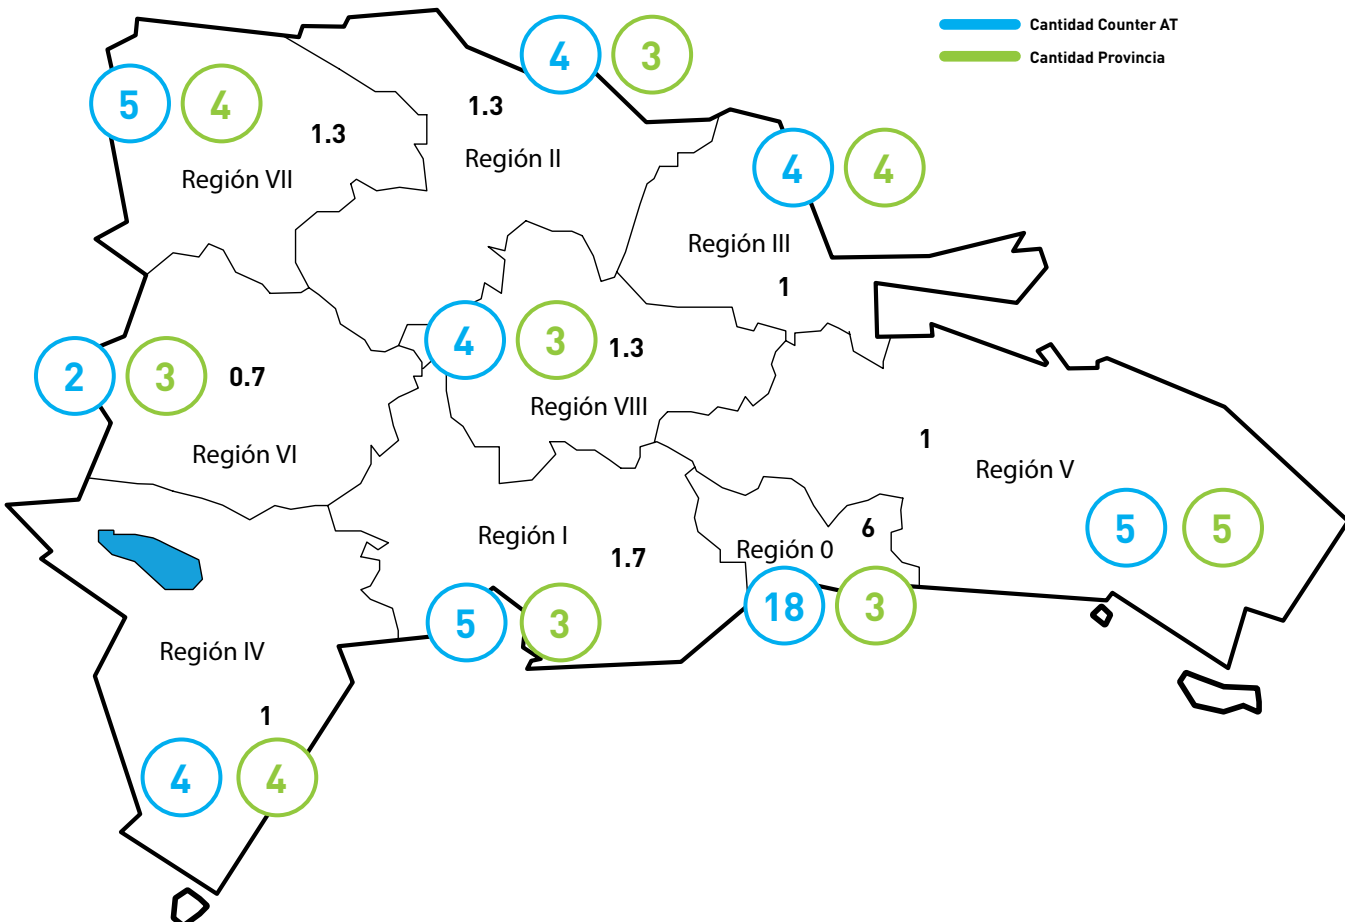 Cantidad Counter AT
Cantidad Provincia
4
3
5
4
1.3
1.3
Región II
Región VII
4
4
Región III
1
4
3
1.3
Región VIII
2
3
0.7
Región VI
1
Región V
5
5
Región I
1.7
6
Región 0
18
3
5
3
Región IV
1
4
4